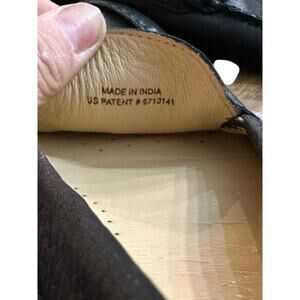 MADE IN INDIA
US PATENT # 5713141